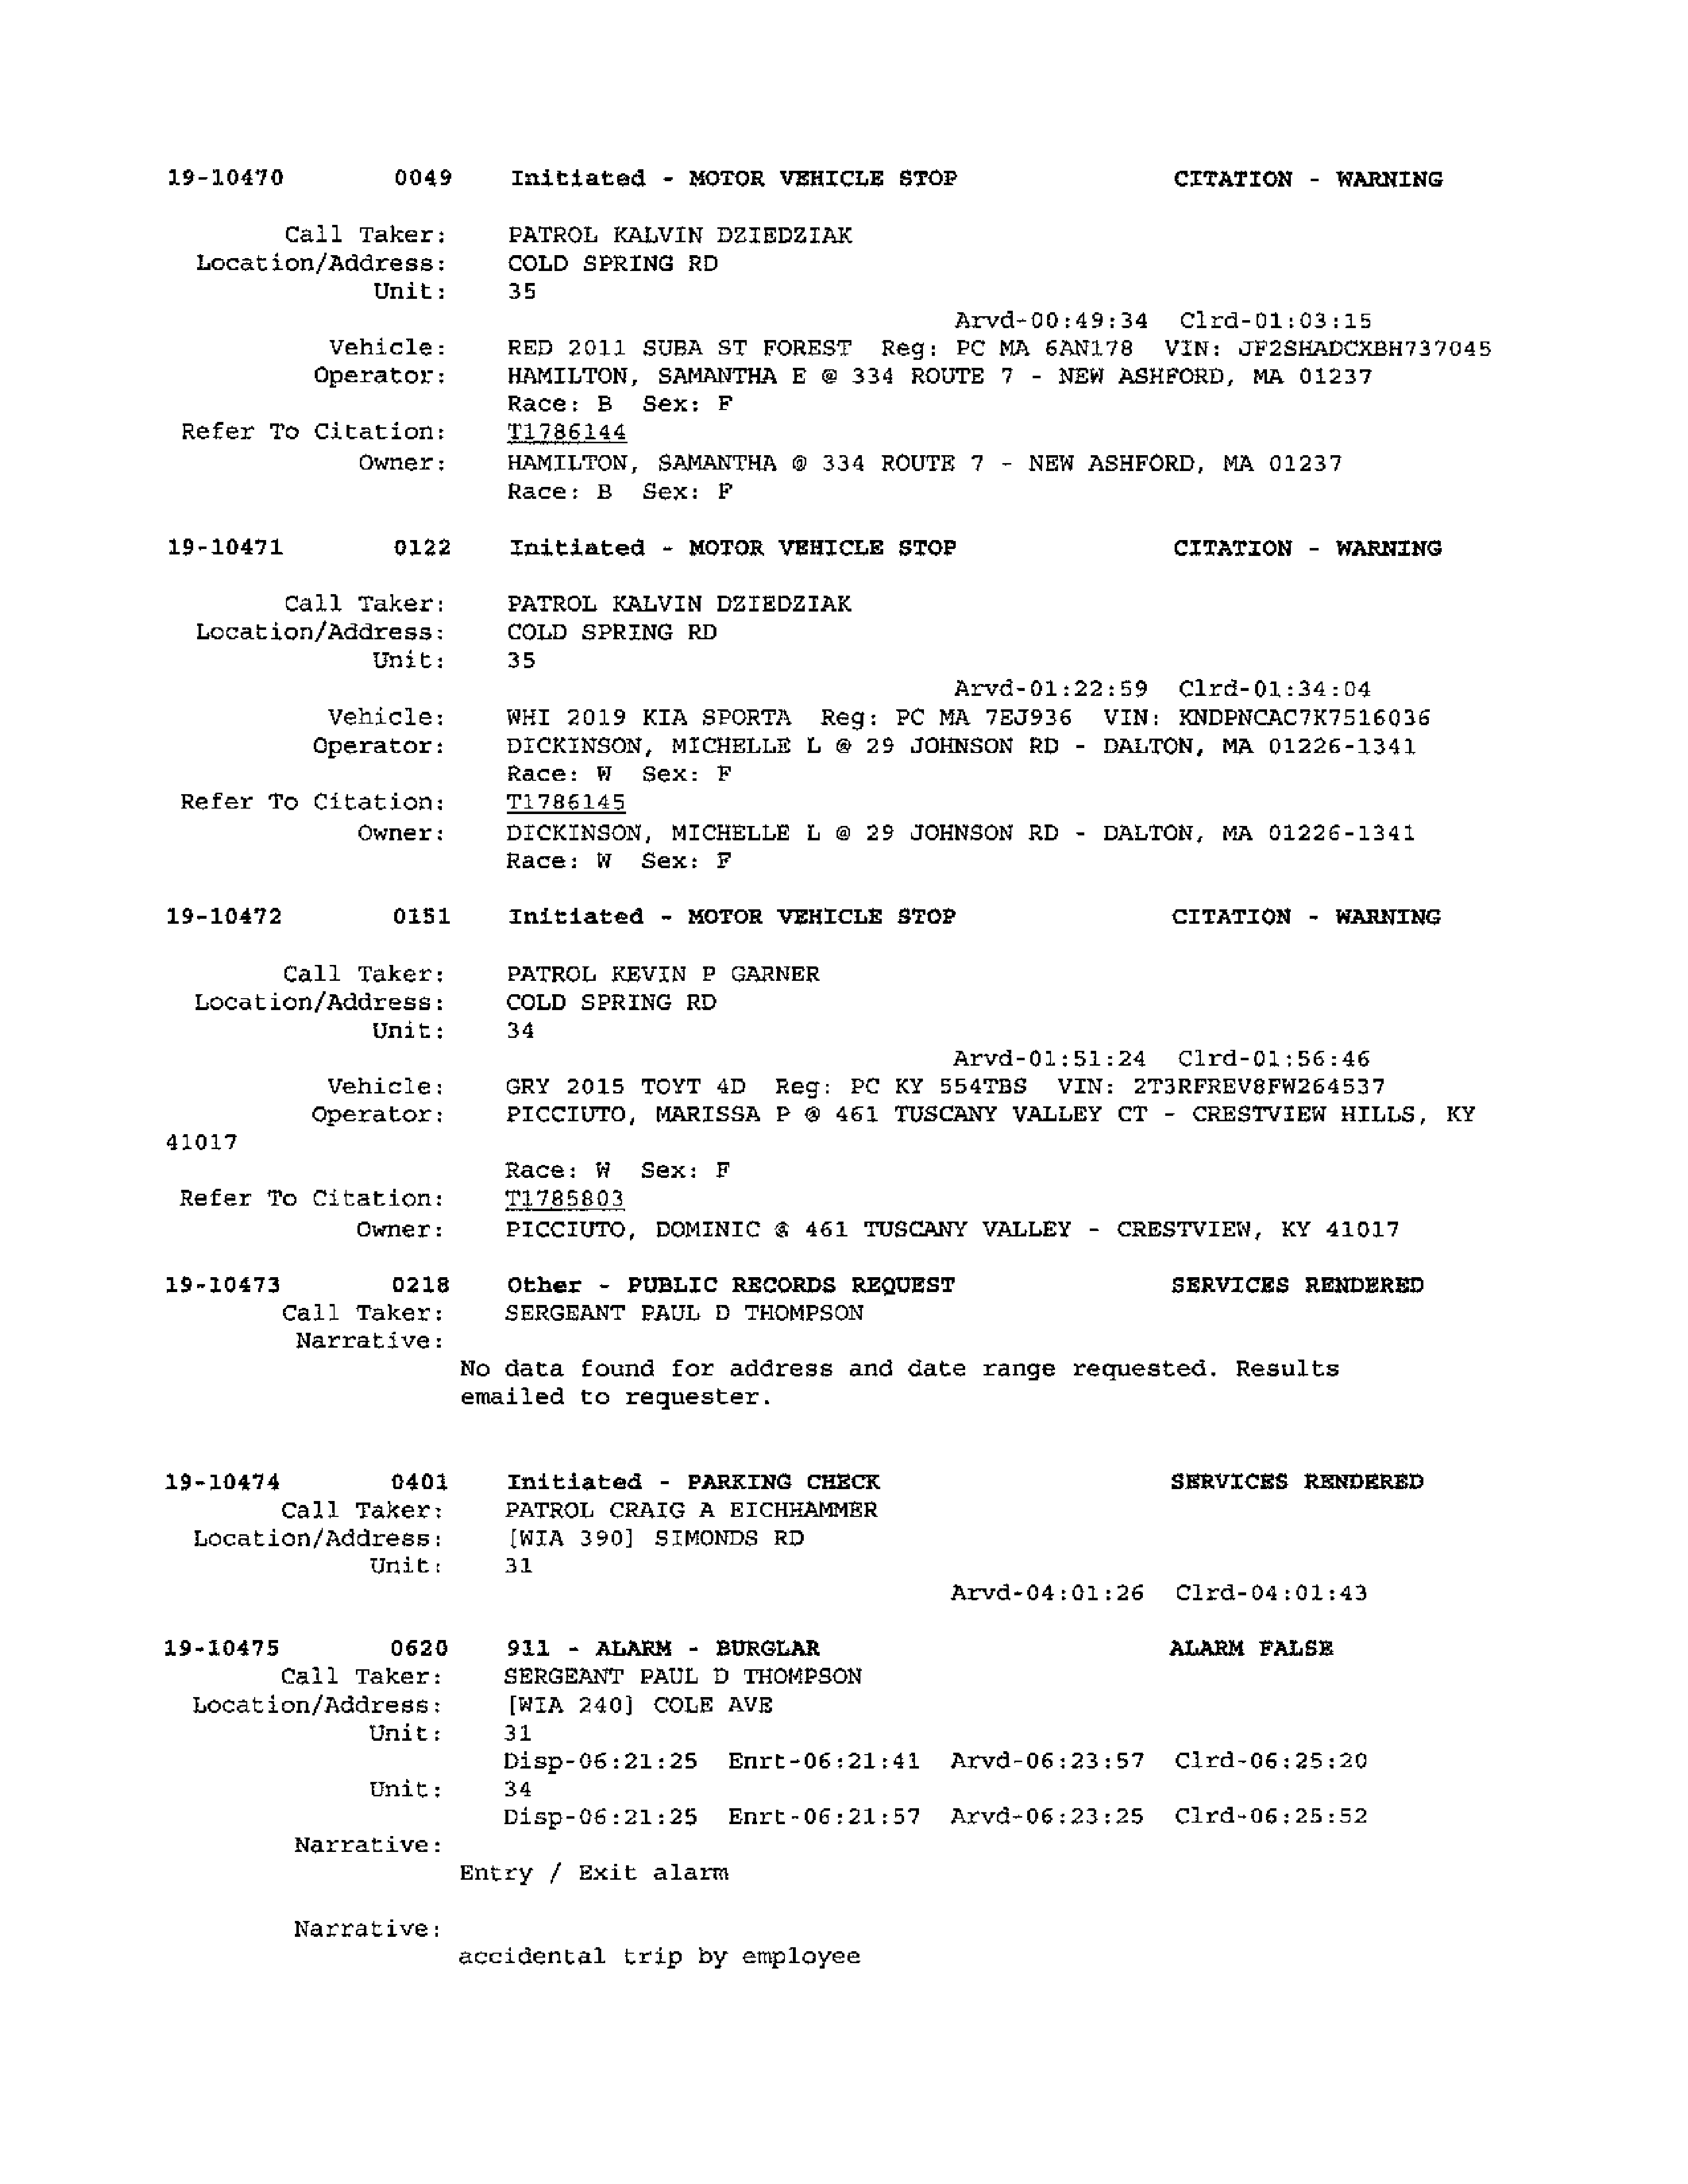 19-10470 0049 Initiated - MOTOR VEHICLE STOP CITATION - WARNING
Call Taker: PATROL KALVIN DZIEDZIAK
Location/Address: COLD SPRING RD
Unit: 35
Arvd-00:49:34 Clrd-01:03:15
Vehicle: RED 2011 SUBA ST FOREST Reg: PC MA 6AN178 VIN: JF2SHADCXBH737045
Operator: HAMILTON, SAMANTHA E @ 334 ROUTE 7 - NEW ASHFORD, MA 01237
Race: B Sex: F
Refer To Citation: T1786144
Owner: HAMILTON, SAMANTHA @ 334 ROUTE 7 - NEW ASHFORD, MA 01237
Race: B Sex: F
19-10471 0122 Initiated - MOTOR VEHICLE STOP CITATION - WARNING
Call Taker: PATROL KALVIN DZIEDZIAK
Location/Address: COLD SPRING RD
Unit: 35
Arvd-01:22:59 Clrd-01:34:04
Vehicle: WHI 2019 KIA SPORTA Reg: PC MA 7EJ936 VIN: KNDPNCAC7K7516036
Operator: DICKINSON, MICHELLE L @ 29 JOHNSON RD - DALTON, MA 01226-1341
Race: W Sex: F
Refer To Citation: T1786145
Owner: DICKINSON, MICHELLE L @ 29 JOHNSON RD - DALTON, MA 01226-1341
Race: W Sex: F
19-10472 0151 Initiated - MOTOR VEHICLE STOP CITATION - WARNING
Call Taker: PATROL KEVIN P GARNER
Location/Address: COLD SPRING RD
Unit: 34
Arvd-01:51:24 Clrd-01:56:46
Vehicle: GRY 2015 TOYT 4D Reg: PC KY 554TBS VIN: 2T3RFREV8FW264537
Operator: PICCIUTO, MARISSA P @ 461 TUSCANY VALLEY CT - CRESTVIEW HILLS, KY
41017
Race: W Sex: F
Refer To Citation: T1785803
Owner: PICCIUTO, DOMINIC @ 461 TUSCANY VALLEY - CRESTVIEW, KY 41017
19-10473 0218 Other - PUBLIC RECORDS REQUEST SERVICES RENDERED
Call Taker: SERGEANT PAUL D THOMPSON
Narrative:
No data found for address and date range requested. Results
emailed to requester.
19-10474 0401 Initiated - PARKING CHECK SERVICES RENDERED
Call Taker: PATROL CRAIG A EICHHAMMER
Location/Address: [WIA 390] SIMONDS RD
Unit: 31
Arvd-04:01:26 Clrd-04:01:43
19-10475 0620 911 - ALARM - BURGLAR ALARM FALSE
Call Taker: SERGEANT PAUL D THOMPSON
Location/Address: [WIA 240] COLE AVE
Unit: 31
Disp-06:21:25 Enrt-06:21:41 Arvd-06:23:57 Clrd-06:25:20
Unit: 34
Disp-06:21:25 Enrt-06:21:57 Arvd-06:23:25 Clrd-06:25:52
Narrative:
Entry / Exit alarm
Narrative:
accidental trip by employee